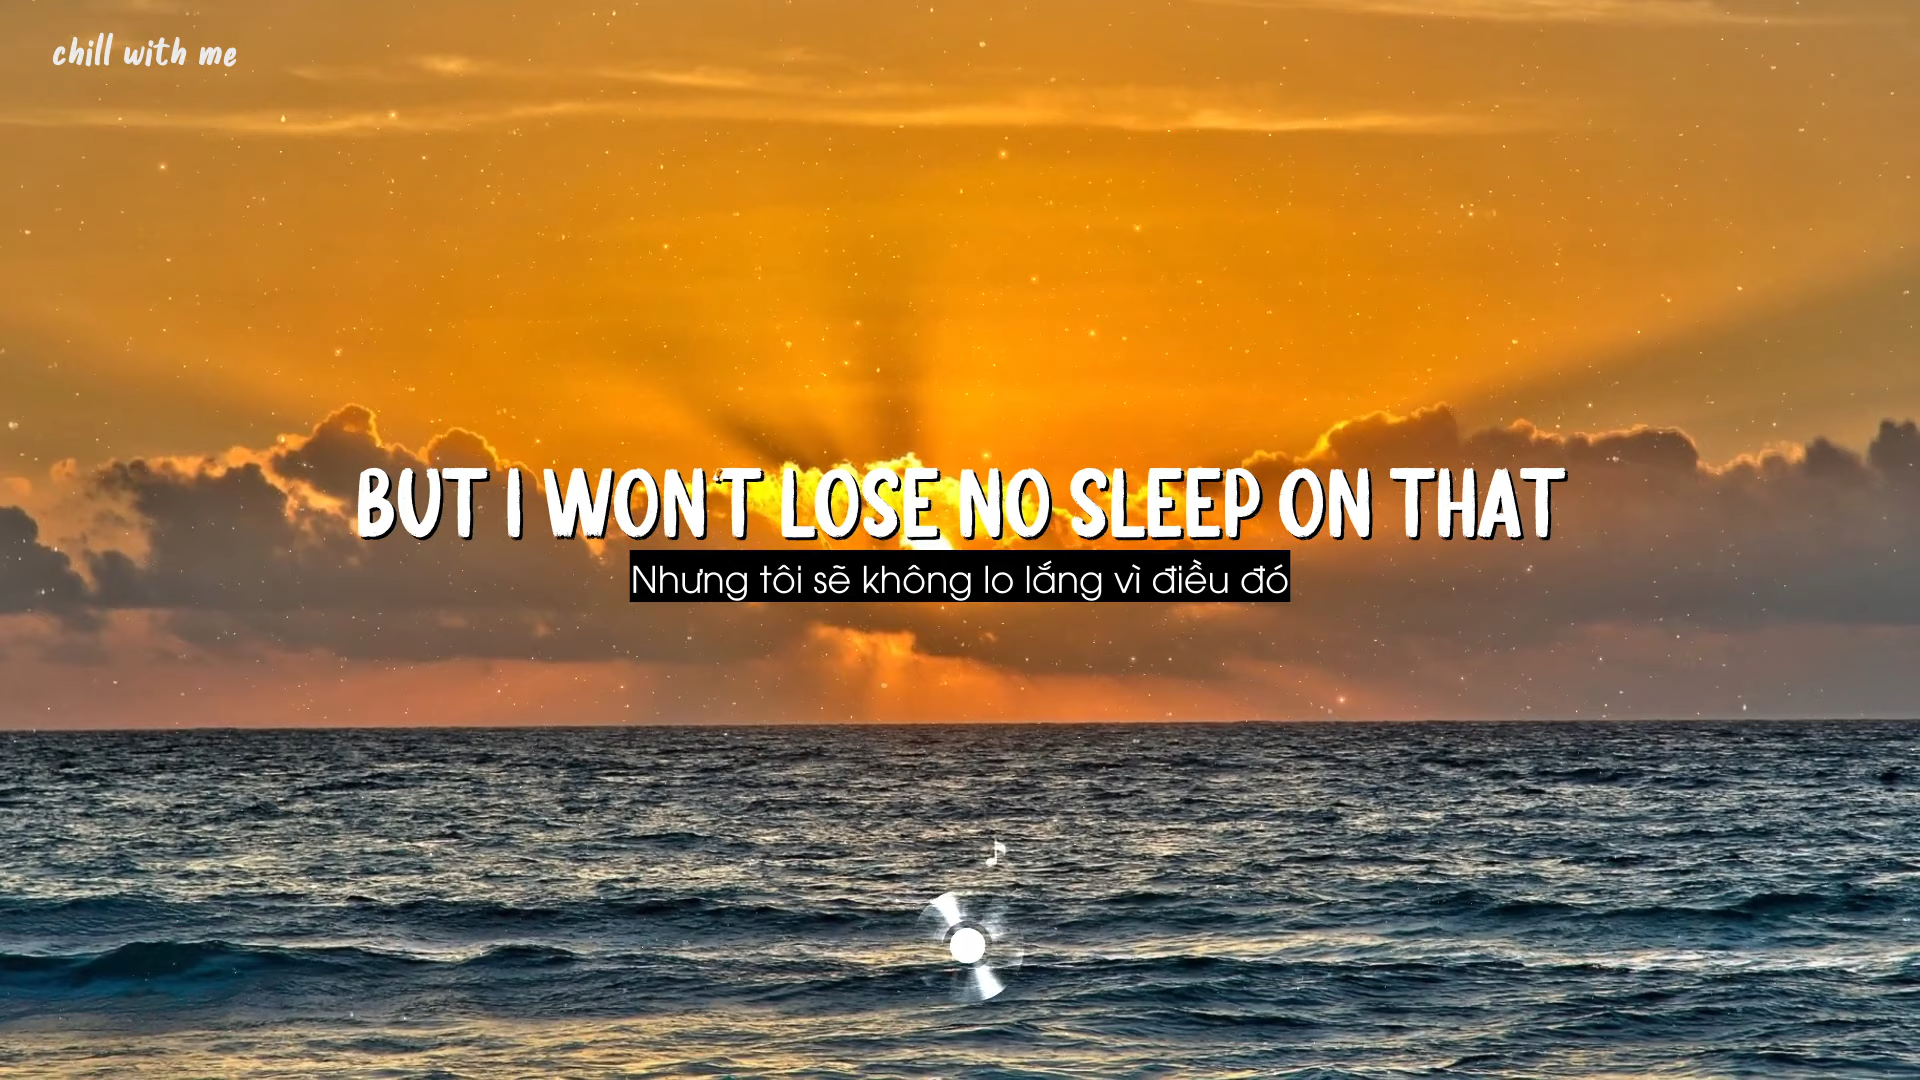 chill with me
BUT I WON'T LOSE NO SLEEP ON THAT
Nhưng tôi sẽ không lo lắng vì điều đó